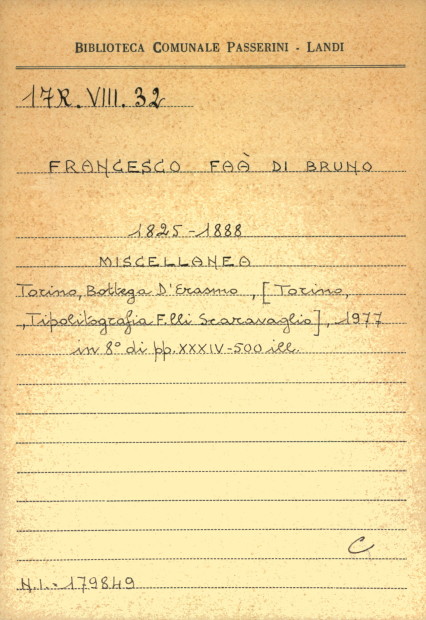 BIBLIOTECA COMUNALE PASSERINI - LANDI
17R. VIII. 32
FRANCESCO FAÀ DI BRUNO
1825-1888
MISCELLANEA
Torino, Bottega D'Erasmo, [Torino,
Tipolitografia F.lli Scaravaglio], 1977
in 8° di pp. XXXIV-500 ill.
C
N.I. - 179849